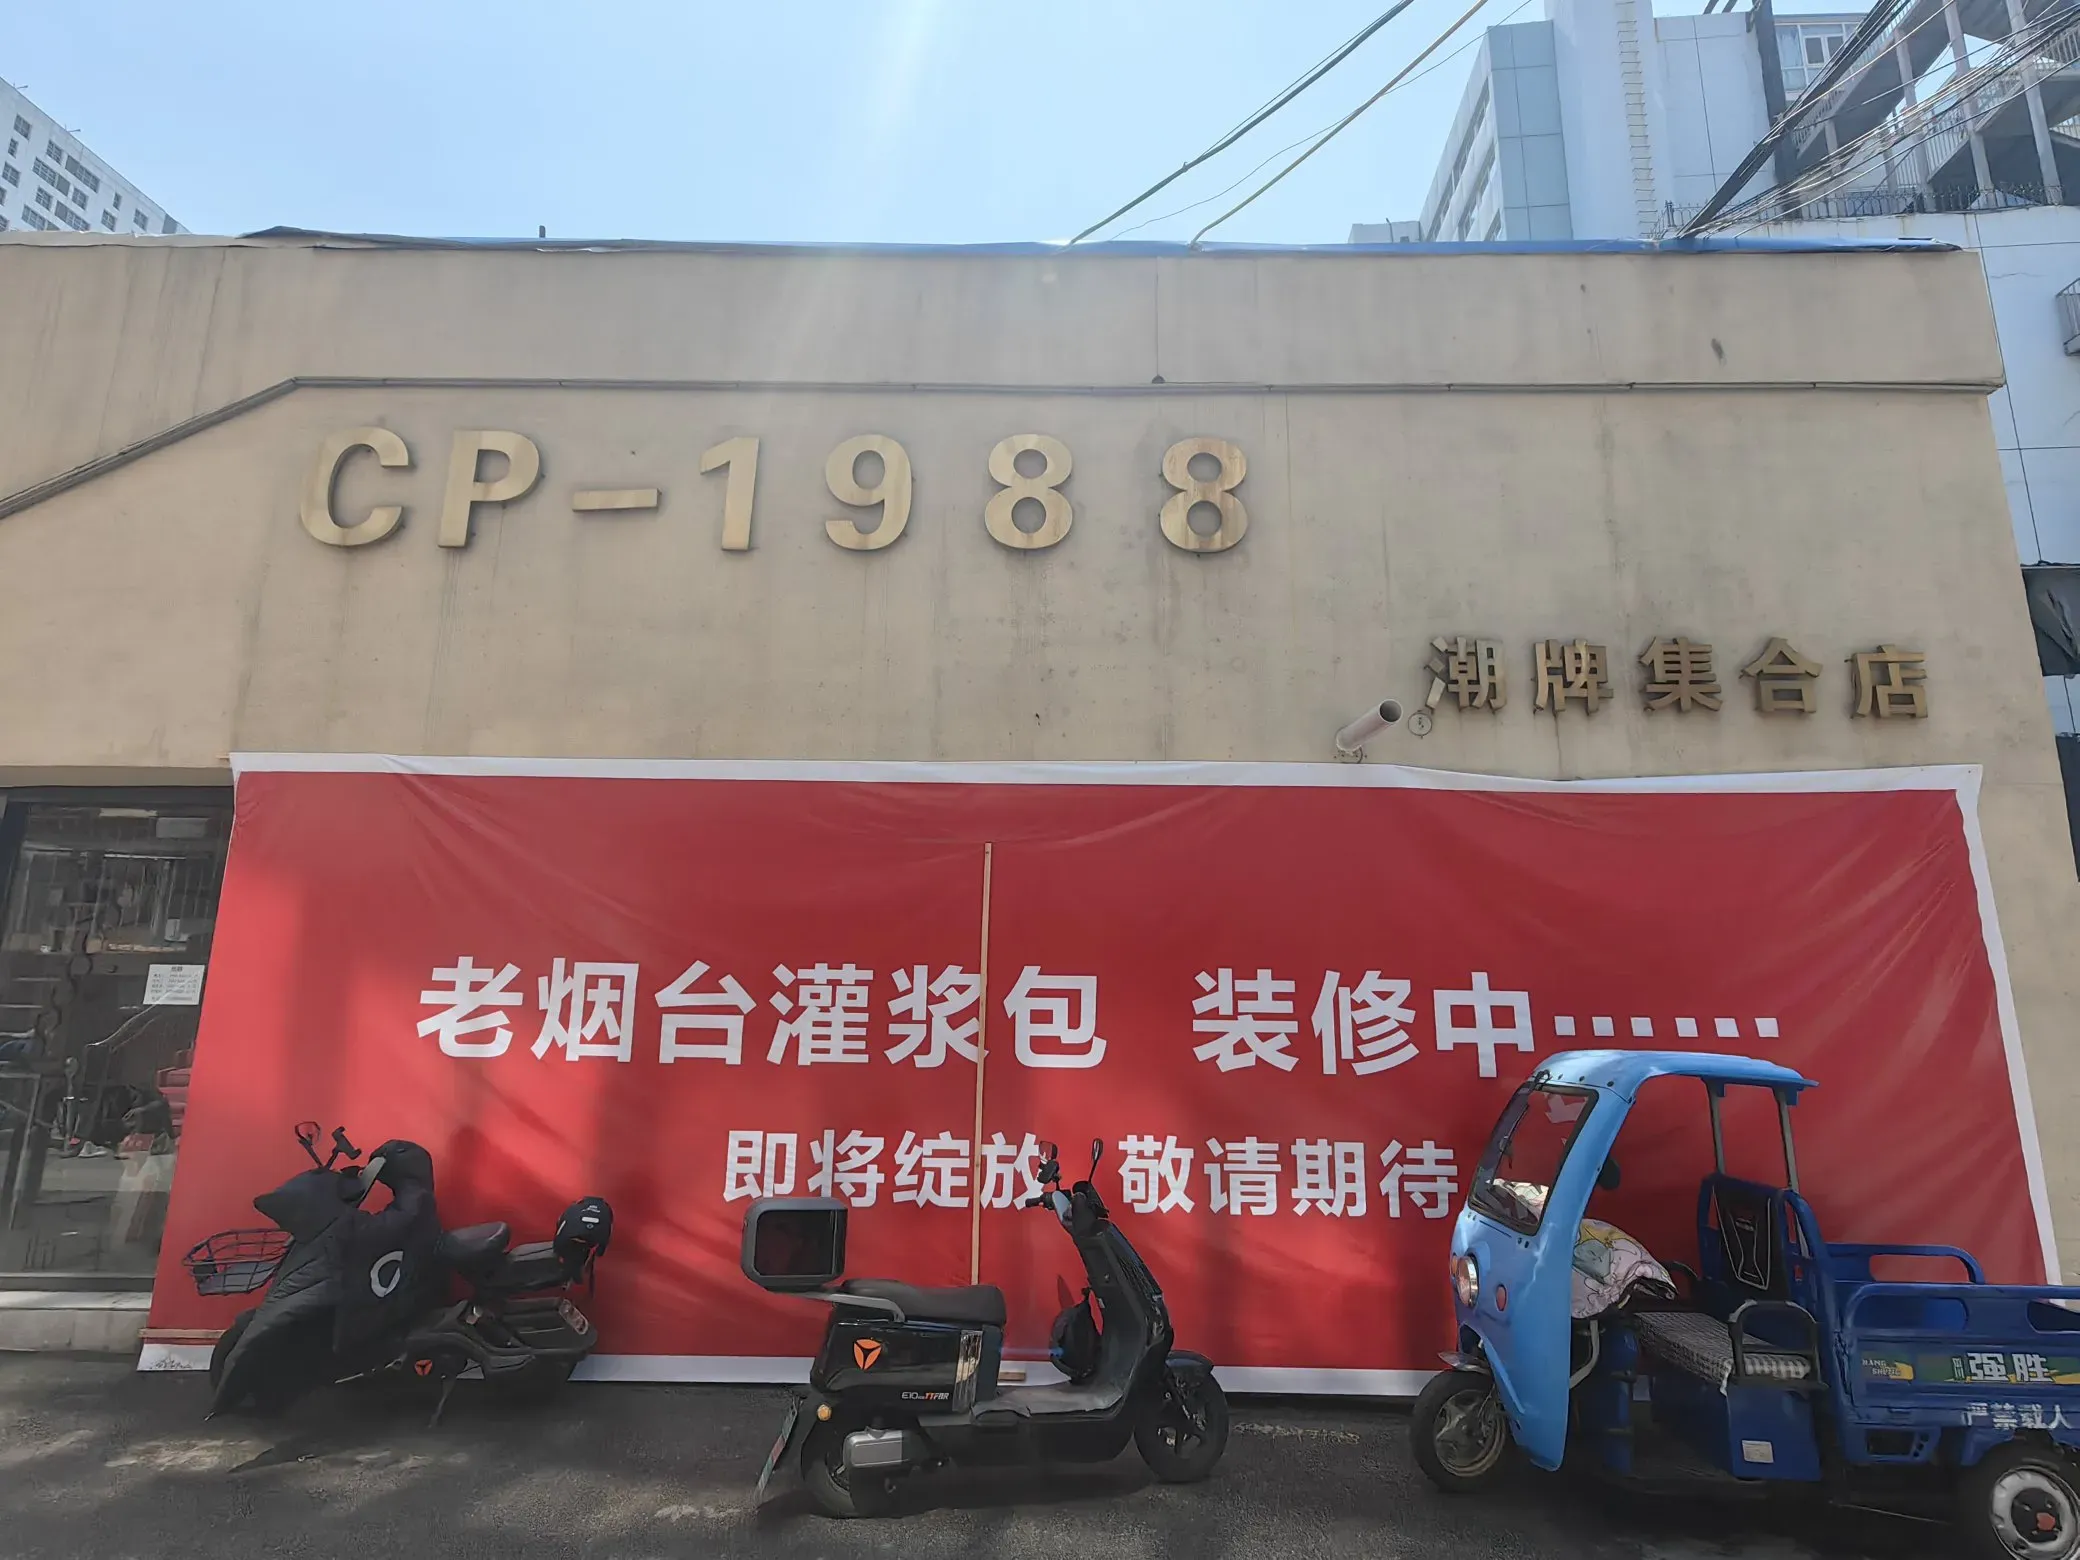 CP-1988
潮牌集合店
老烟台灌浆包 装修中……
即将绽放 敬请期待
E10
强胜
严禁载人